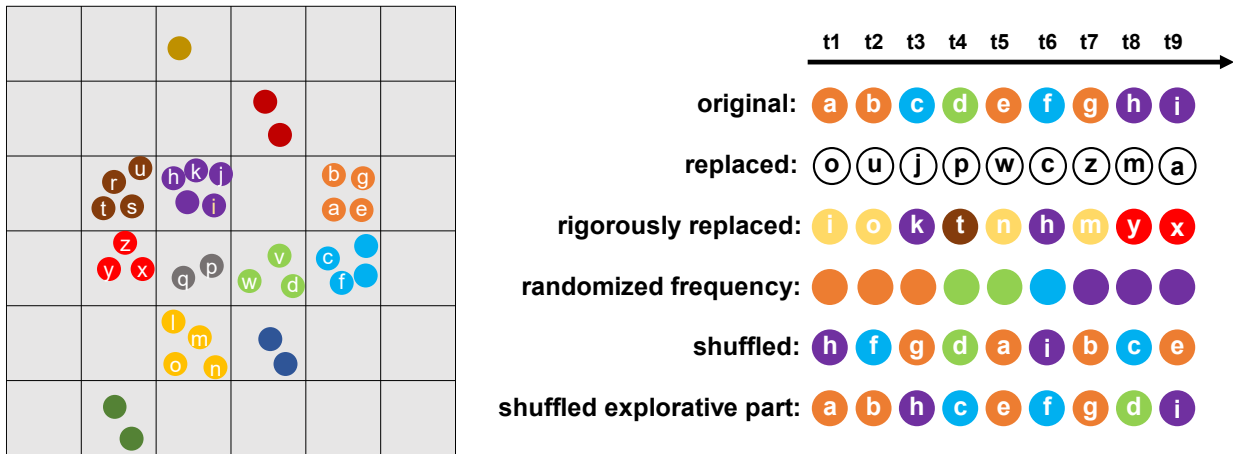 u
r
t s
h k j
i
b g
a e
z
y x
q p
v
w d
c
f
l
m
o n
t1 t2 t3 t4 t5 t6 t7 t8 t9
original: a b c d e f g h i
replaced: o u j p w c z m a
rigorously replaced: i o k t n h m y x
randomized frequency:
shuffled: h f g d a i b c e
shuffled explorative part: a b h c e f g d i